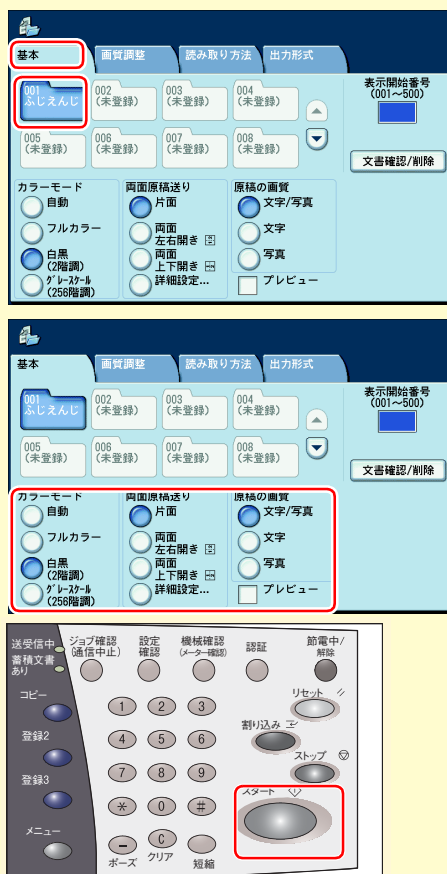 基本
画質調整
読み取り方法
出力形式
001
ふじえんじ
002
(未登録)
003
(未登録)
004
(未登録)
005
(未登録)
006
(未登録)
007
(未登録)
008
(未登録)
表示開始番号
(001～500)
文書確認/削除
カラーモード
自動
フルカラー
白黒
(2階調)
グレースケール
(256階調)
両面原稿送り
片面
両面
左右開き
両面
上下開き
詳細設定...
原稿の画質
文字/写真
文字
写真
プレビュー
基本
画質調整
読み取り方法
出力形式
001
ふじえんじ
002
(未登録)
003
(未登録)
004
(未登録)
005
(未登録)
006
(未登録)
007
(未登録)
008
(未登録)
表示開始番号
(001～500)
文書確認/削除
カラーモード
自動
フルカラー
白黒
(2階調)
グレースケール
(256階調)
両面原稿送り
片面
両面
左右開き
両面
上下開き
詳細設定...
原稿の画質
文字/写真
文字
写真
プレビュー
送受信中
蓄積文書
あり
ジョブ確認
(通信中止)
設定
確認
機械確認
(メーター確認)
認証
節電中/
解除
コピー
登録2
登録3
メニュー
1 2 3
4 5 6
7 8 9
* 0 #
－
ポーズ
C
クリア
短縮
リセット
割り込み
ストップ
スタート